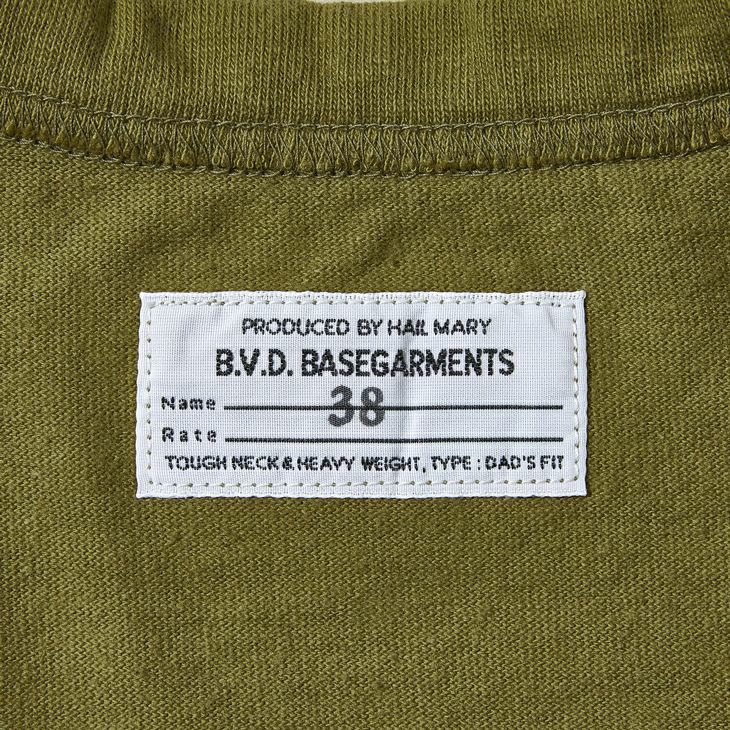 PRODUCED BY HAIL MARY
B.V.D. BASEGARMENTS
Name 38
Rate
TOUGH NECK & HEAVY WEIGHT, TYPE : DAD'S FIT